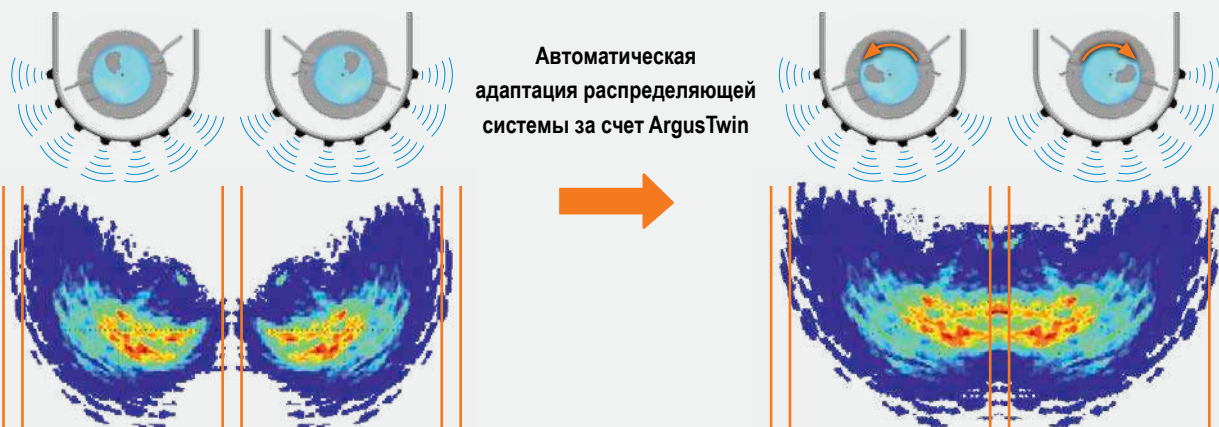 Автоматическая
адаптация распределяющей
системы за счет ArgusTwin